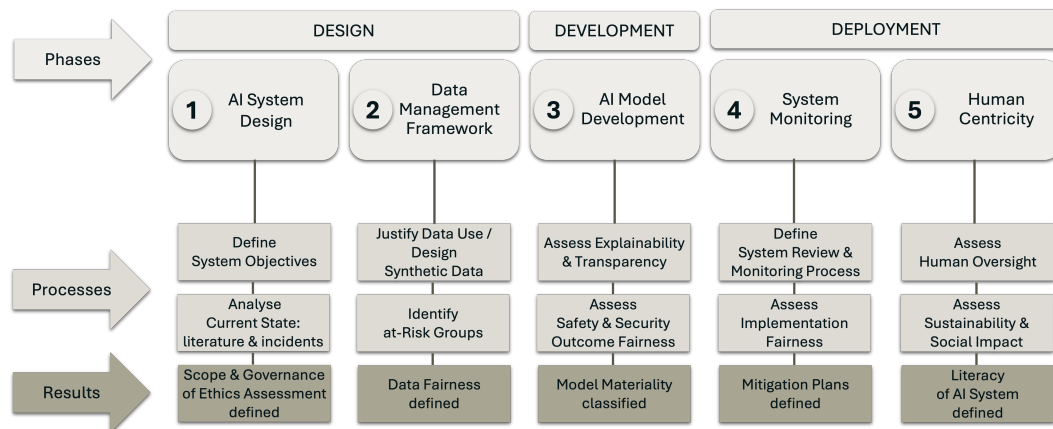 DESIGN
DEVELOPMENT
DEPLOYMENT
Phases
1
AI System
Design
2
Data
Management
Framework
3
AI Model
Development
4
System
Monitoring
5
Human
Centricity
Processes
Define
System Objectives
Justify Data Use /
Design
Synthetic Data
Assess Explainability
& Transparency
Define
System Review &
Monitoring Process
Assess
Human Oversight
Analyse
Current State:
literature & incidents
Identify
at-Risk Groups
Assess
Safety & Security
Outcome Fairness
Assess
Implementation
Fairness
Assess
Sustainability &
Social Impact
Results
Scope & Governance
of Ethics Assessment
defined
Data Fairness
defined
Model Materiality
classified
Mitigation Plans
defined
Literacy
of AI System
defined